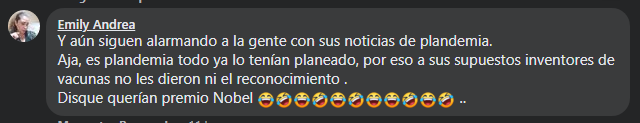 Emily Andrea
Y aún siguen alarmando a la gente con sus noticias de plandemia.
Aja, es plandemia todo ya lo tenían planeado, por eso a sus supuestos inventores de
vacunas no les dieron ni el reconocimiento .
Disque querían premio Nobel 😂🤣😂🤣😂🤣😂🤣😂🤣🤣 ..